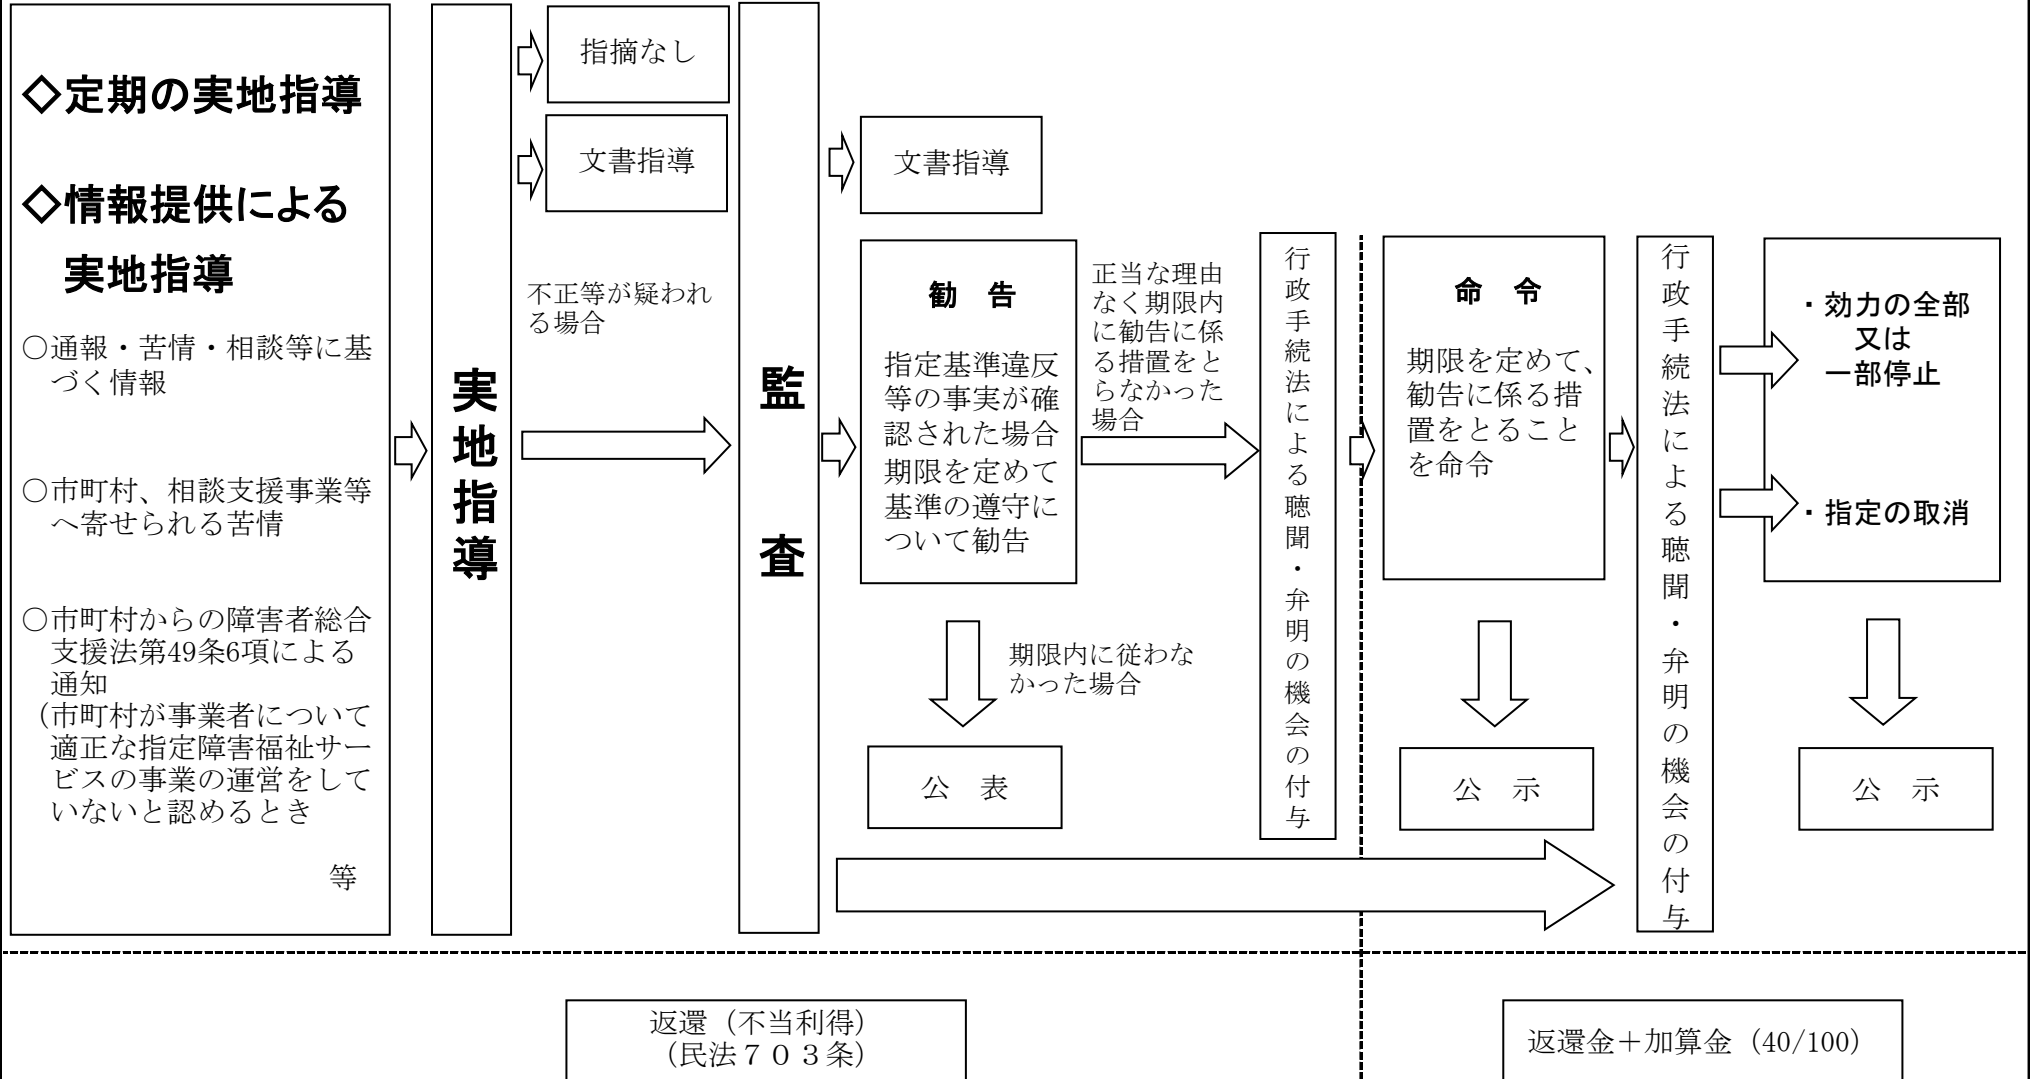 ◇定期の実地指導
◇情報提供による
実地指導
○通報・苦情・相談等に基
づく情報
○市町村、相談支援事業等
へ寄せられる苦情
○市町村からの障害者総合
支援法第49条6項による
通知
（市町村が事業者について
適正な指定障害福祉サー
ビスの事業の運営をして
いないと認めるとき
等
実地指導
指摘なし
文書指導
不正等が疑われ
る場合
監査
文書指導
勧　告
指定基準違反
等の事実が確
認された場合
期限を定めて
基準の遵守に
ついて勧告
正当な理由
なく期限内
に勧告に係
る措置をと
らなかった
場合
期限内に従わな
かった場合
公　表
行政手続法による聴聞・弁明の機会の付与
命　令
期限を定めて、
勧告に係る措
置をとること
を命令
公　示
行政手続法による聴聞・弁明の機会の付与
・効力の全部
又は
一部停止
・指定の取消
公　示
返還（不当利得）
（民法７０３条）
返還金＋加算金（40/100）